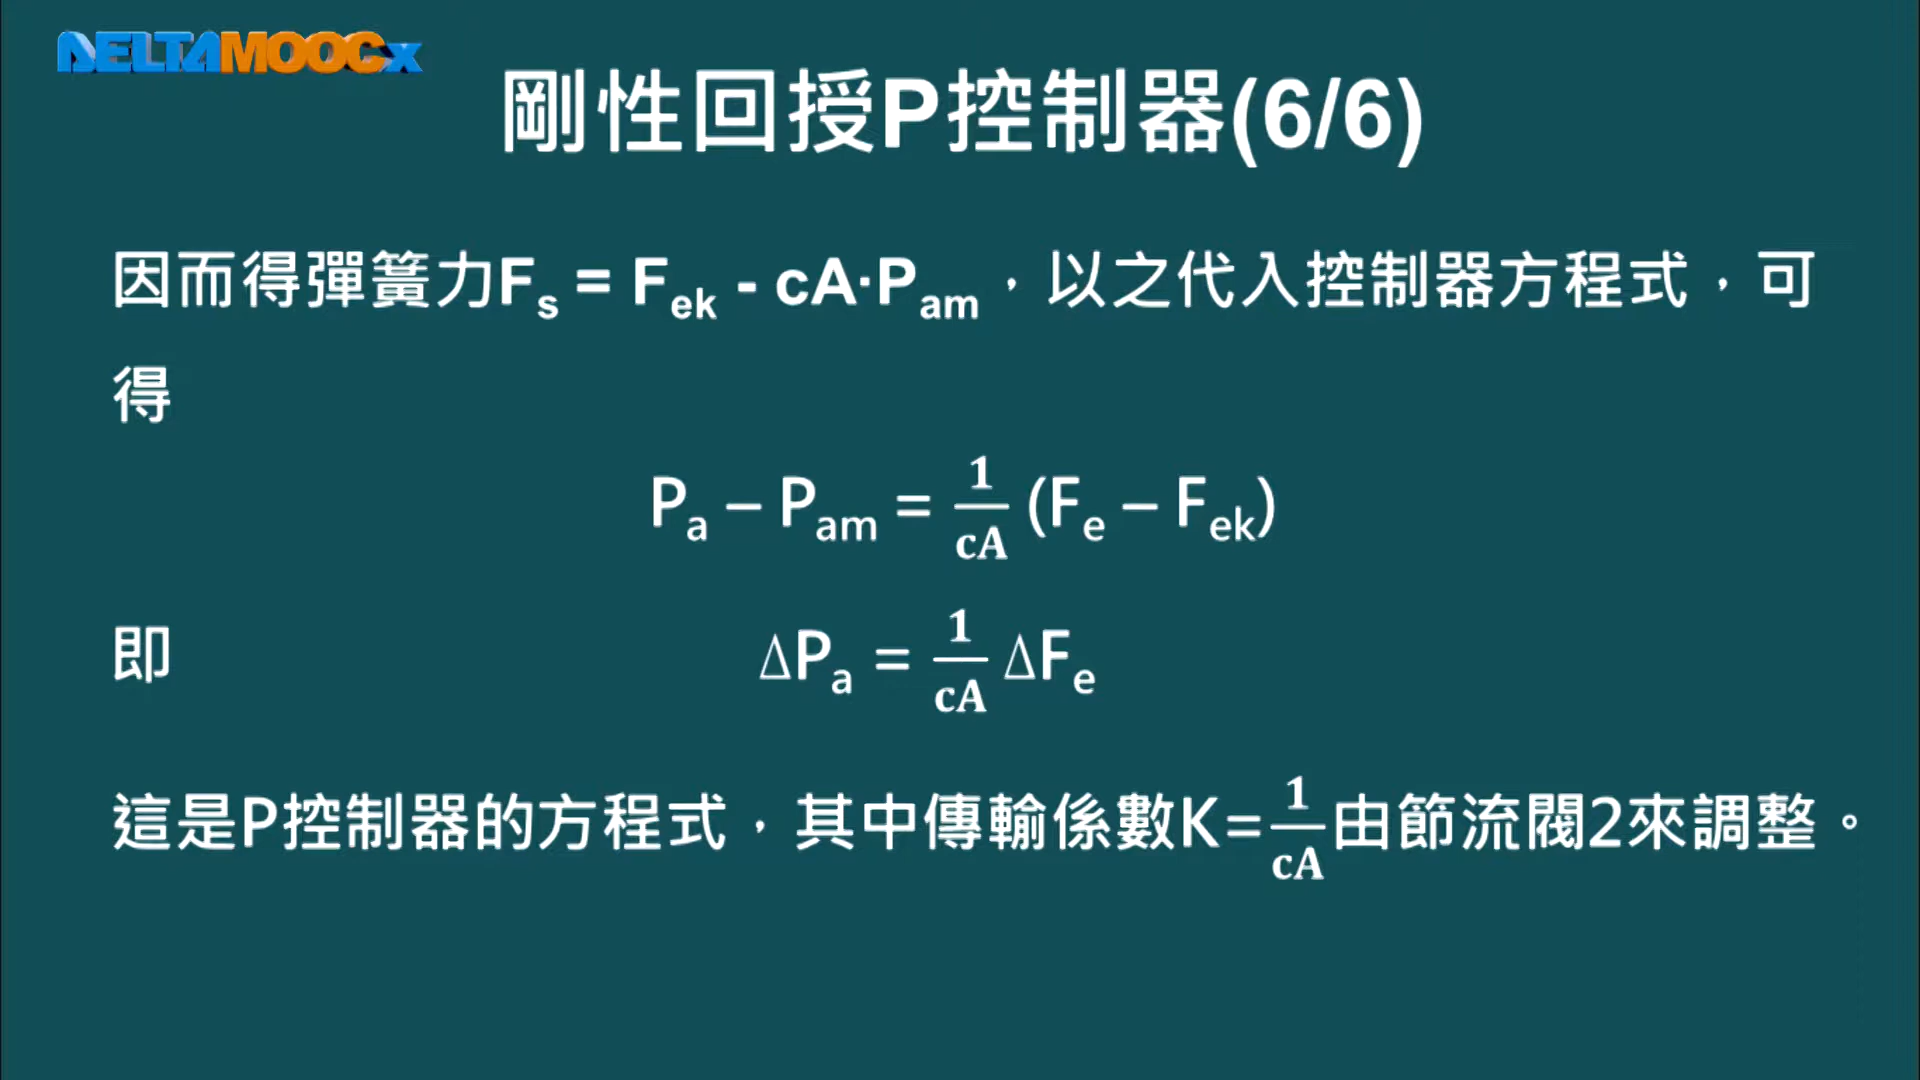 DELTAMOOCx
剛性回授P控制器(6/6)
因而得彈簧力Fs = Fek - cA·Pam，以之代入控制器方程式，可
得
Pa – Pam = 1/cA (Fe – Fek)
即 ΔPa = 1/cA ΔFe
這是P控制器的方程式，其中傳輸係數K=1/cA由節流閥2來調整。